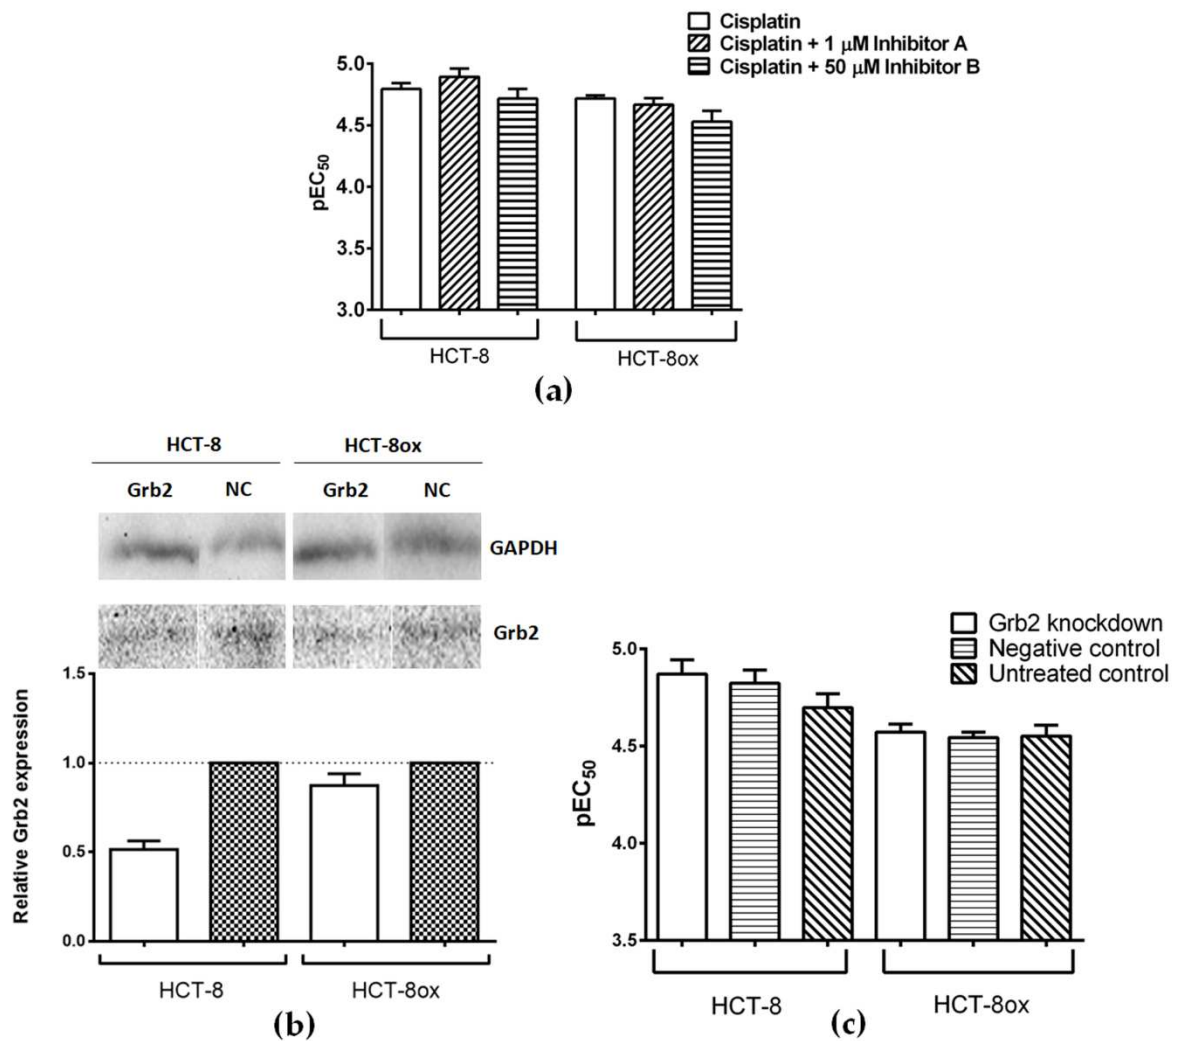 Cisplatin
Cisplatin + 1 μM Inhibitor A
Cisplatin + 50 μM Inhibitor B
pEC50
5.0
4.5
4.0
3.5
3.0
HCT-8
HCT-8ox
(a)
HCT-8 HCT-8ox
Grb2 NC Grb2 NC
GAPDH
Grb2
Relative Grb2 expression
1.5
1.0
0.5
0.0
HCT-8 HCT-8ox
(b)
Grb2 knockdown
Negative control
Untreated control
pEC50
5.0
4.5
4.0
3.5
HCT-8 HCT-8ox
(c)